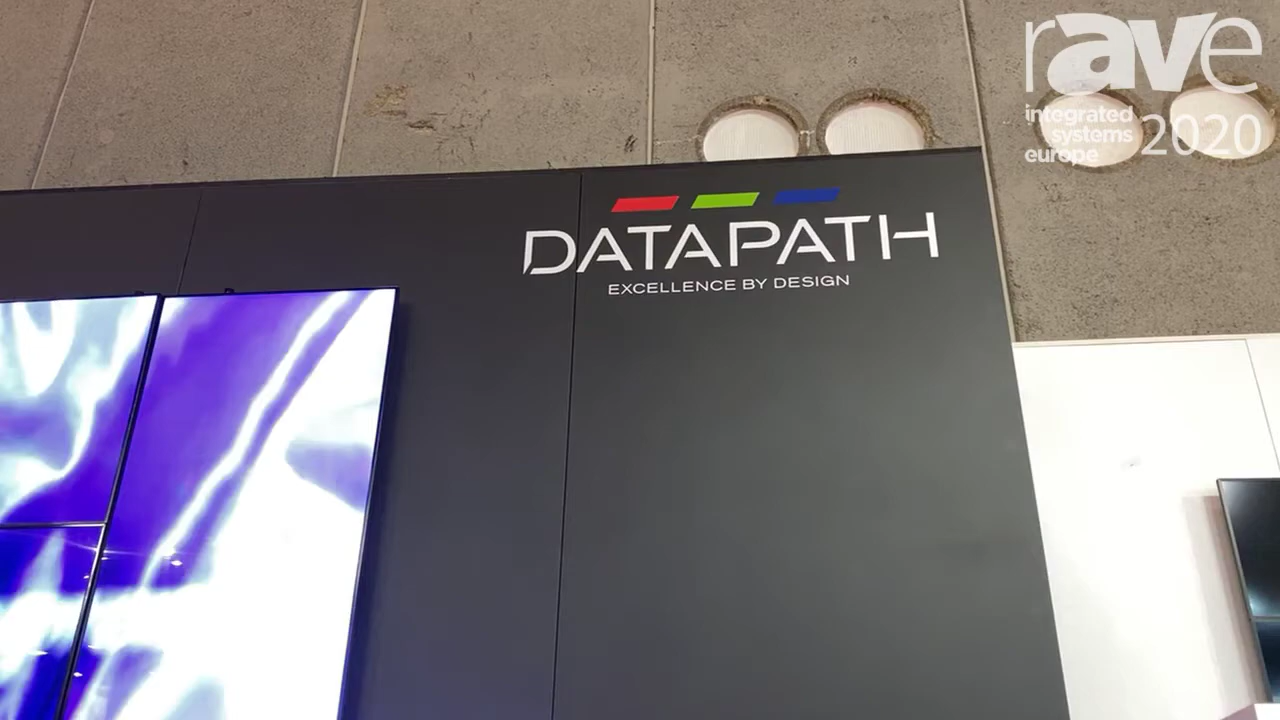 rAVe
integrated
systems
europe
2020
DATAPATH
EXCELLENCE BY DESIGN